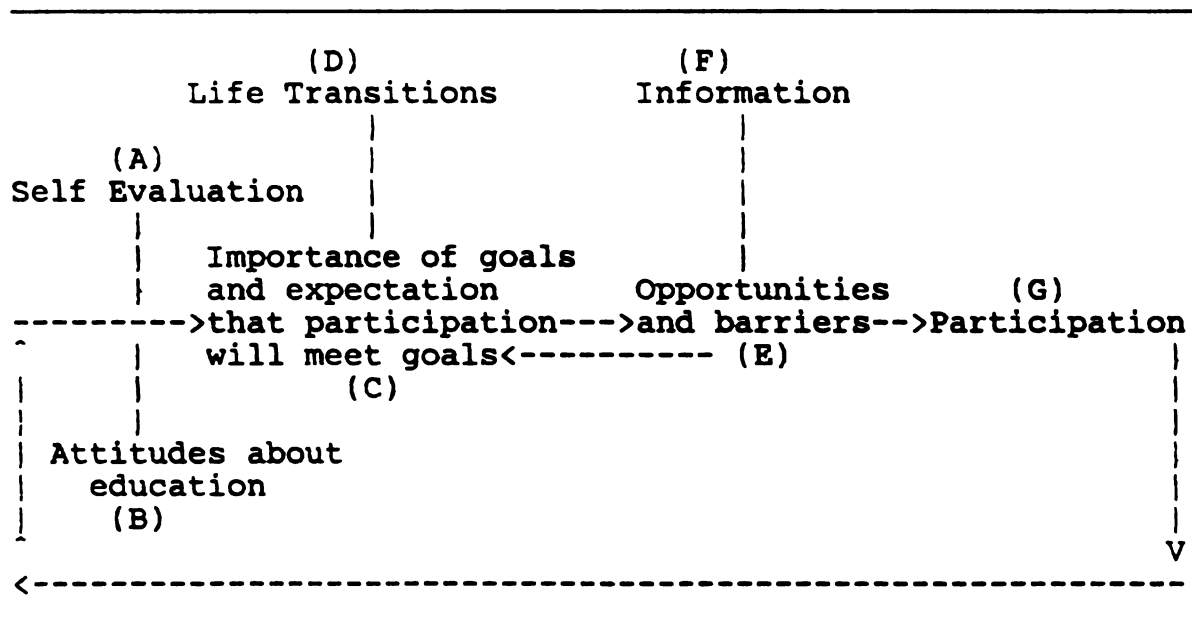 (D) (F)
Life Transitions Information
(A)
Self Evaluation
Importance of goals
and expectation Opportunities (G)
--------->that participation--->and barriers-->Participation
will meet goals<---------- (E)
(C)
Attitudes about
education
(B)
V
<------------------------------------------------------------